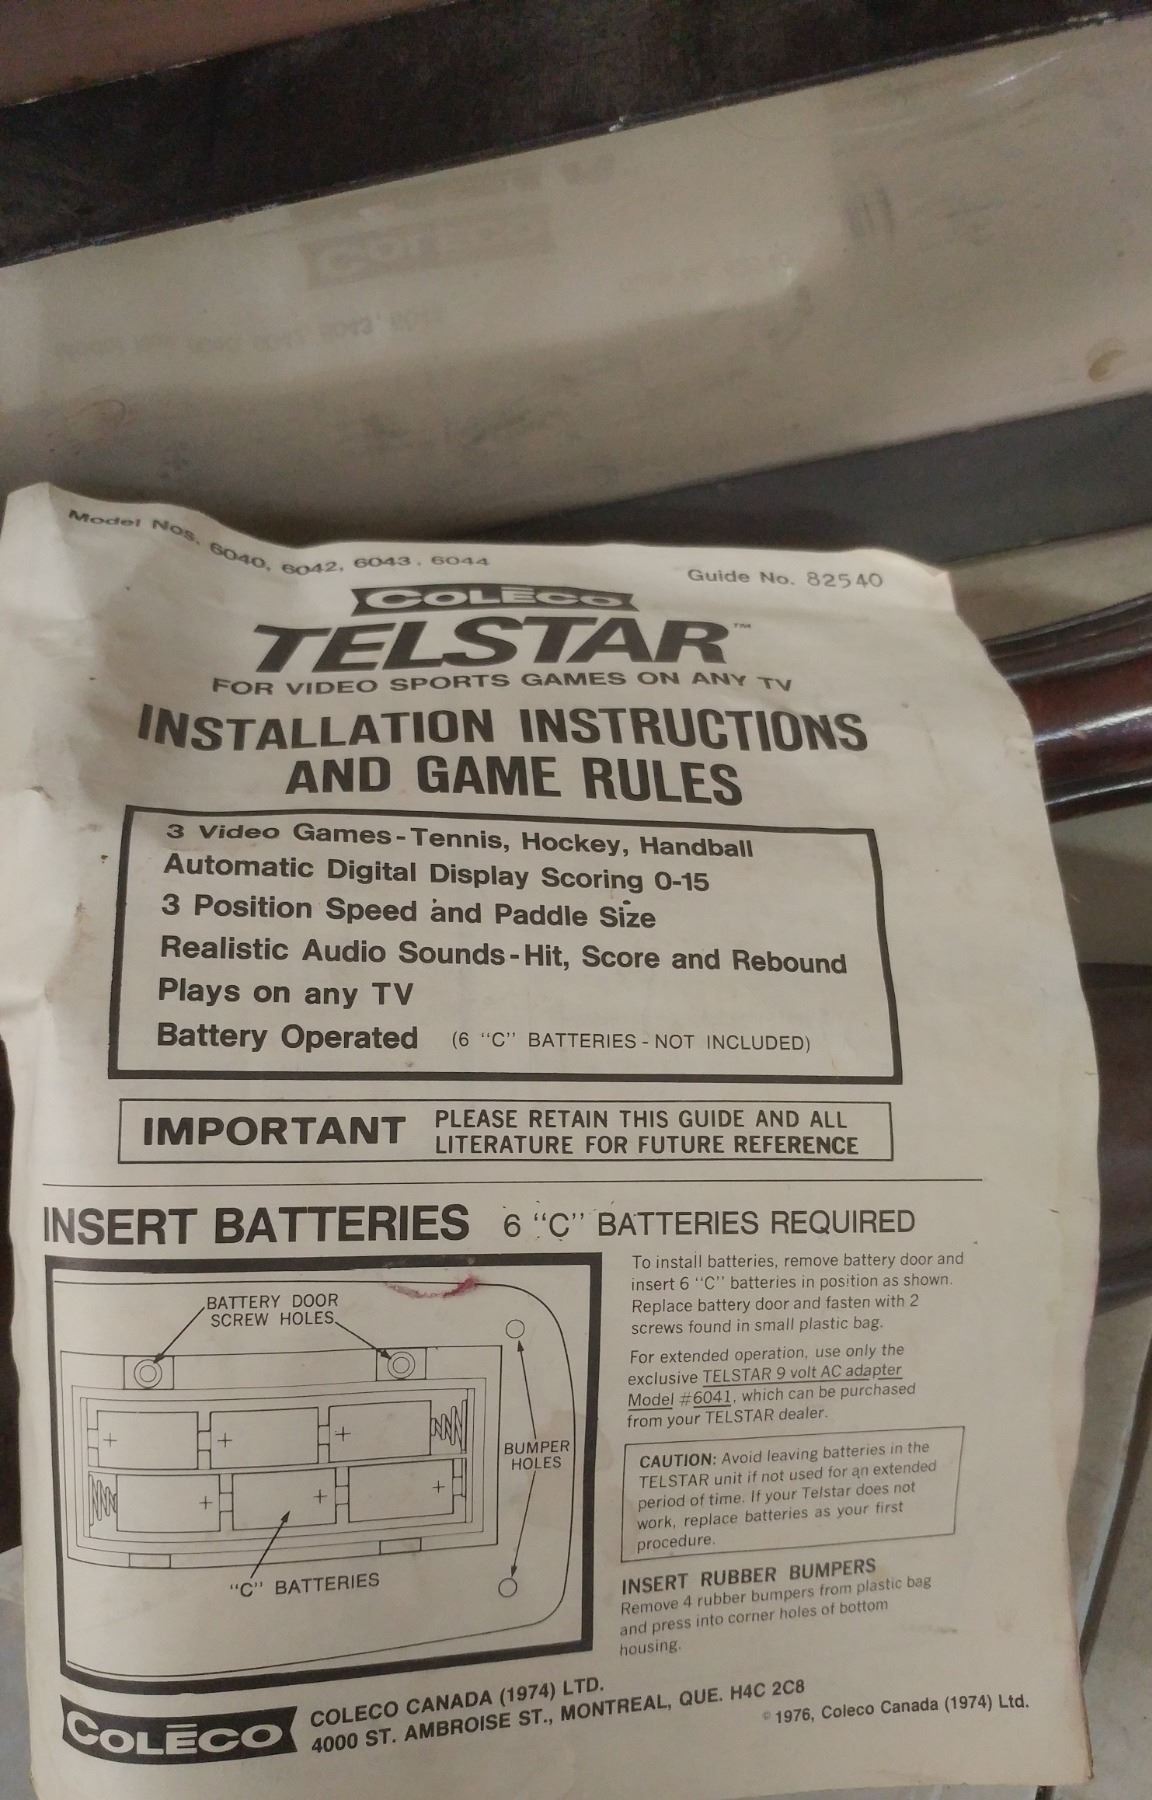 Model Nos. 6040, 6042, 6043, 6044
Guide No. 82540
COLECO
TELSTAR™
FOR VIDEO SPORTS GAMES ON ANY TV
INSTALLATION INSTRUCTIONS
AND GAME RULES
3 Video Games - Tennis, Hockey, Handball
Automatic Digital Display Scoring 0-15
3 Position Speed and Paddle Size
Realistic Audio Sounds - Hit, Score and Rebound
Plays on any TV
Battery Operated (6 "C" BATTERIES - NOT INCLUDED)
IMPORTANT PLEASE RETAIN THIS GUIDE AND ALL
LITERATURE FOR FUTURE REFERENCE
INSERT BATTERIES 6 "C" BATTERIES REQUIRED
BATTERY DOOR
SCREW HOLES
+ + +
+ + +
BUMPER
HOLES
"C" BATTERIES
To install batteries, remove battery door and
insert 6 "C" batteries in position as shown.
Replace battery door and fasten with 2
screws found in small plastic bag.
For extended operation, use only the
exclusive TELSTAR 9 volt AC adapter
Model #6041, which can be purchased
from your TELSTAR dealer.
CAUTION: Avoid leaving batteries in the
TELSTAR unit if not used for an extended
period of time. If your Telstar does not
work, replace batteries as your first
procedure.
INSERT RUBBER BUMPERS
Remove 4 rubber bumpers from plastic bag
and press into corner holes of bottom
housing.
COLECO
COLECO CANADA (1974) LTD.
4000 ST. AMBROISE ST., MONTREAL, QUE. H4C 2C8
© 1976, Coleco Canada (1974) Ltd.